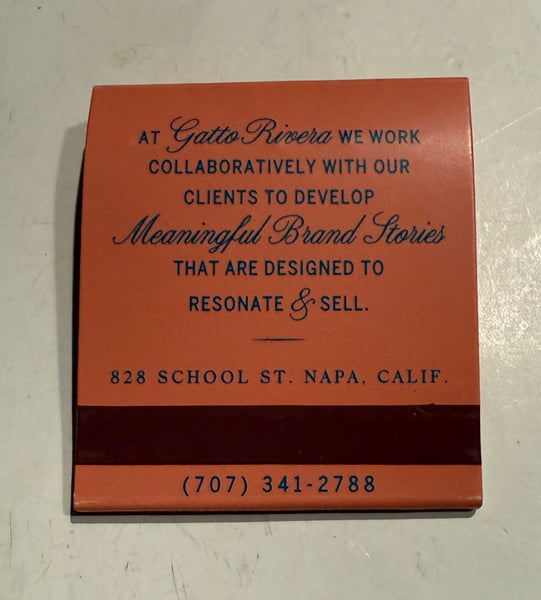 AT Gatto Rivera WE WORK
COLLABORATIVELY WITH OUR
CLIENTS TO DEVELOP
Meaningful Brand Stories
THAT ARE DESIGNED TO
RESONATE & SELL.
828 SCHOOL ST. NAPA, CALIF.
(707) 341-2788